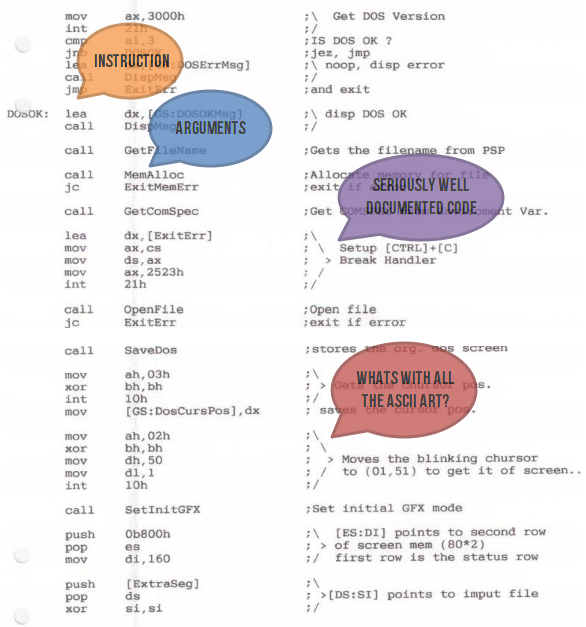 mov ax,3000h ;\ Get DOS Version
int 21h ;/
cmp al,3 ;IS DOS OK ?
jnb DOSOK ;jez, jmp
INSTRUCTION
lea :DOSErrMsg] ;\ noop, disp error
call DispMsg ;/
jmp ExitErr ;and exit
DOSOK: lea dx,[GS:DOSOKMsg] ;\ disp DOS OK
call DispMsg ;/
ARGUMENTS
call GetFileName ;Gets the filename from PSP
call MemAlloc ;Allocate memory for file
jc ExitMemErr ;exit if
SERIOUSLY WELL
DOCUMENTED CODE
call GetComSpec ;Get COMSPEC Enviroment Var.
lea dx,[ExitErr] ;\
mov ax,cs ; \ Setup [CTRL]+[C]
mov ds,ax ; > Break Handler
mov ax,2523h ; /
int 21h ;/
call OpenFile ;Open file
jc ExitErr ;exit if error
call SaveDos ;stores the org. dos screen
mov ah,03h ;\
xor bh,bh ; > Gets the chursor pos.
int 10h ;/
mov [GS:DosCursPos],dx ; saves the cursor pos.
WHATS WITH ALL
THE ASCII ART?
mov ah,02h ;\
xor bh,bh ; \
mov dh,50 ; > Moves the blinking chursor
mov dl,1 ; / to (01,51) to get it of screen..
int 10h ;/
call SetInitGFX ;Set initial GFX mode
push 0b800h ;\ [ES:DI] points to second row
pop es ; > of screen mem (80*2)
mov di,160 ;/ first row is the status row
push [ExtraSeg] ;\
pop ds ; >[DS:SI] points to imput file
xor si,si ;/